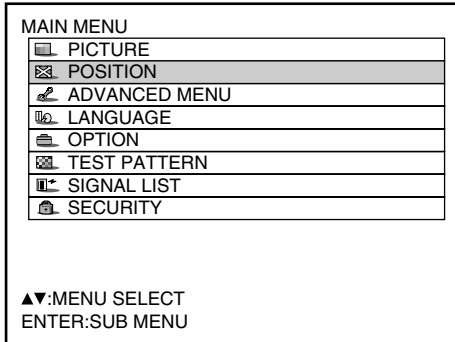 MAIN MENU
PICTURE
POSITION
ADVANCED MENU
LANGUAGE
OPTION
TEST PATTERN
SIGNAL LIST
SECURITY
▲▼:MENU SELECT
ENTER:SUB MENU